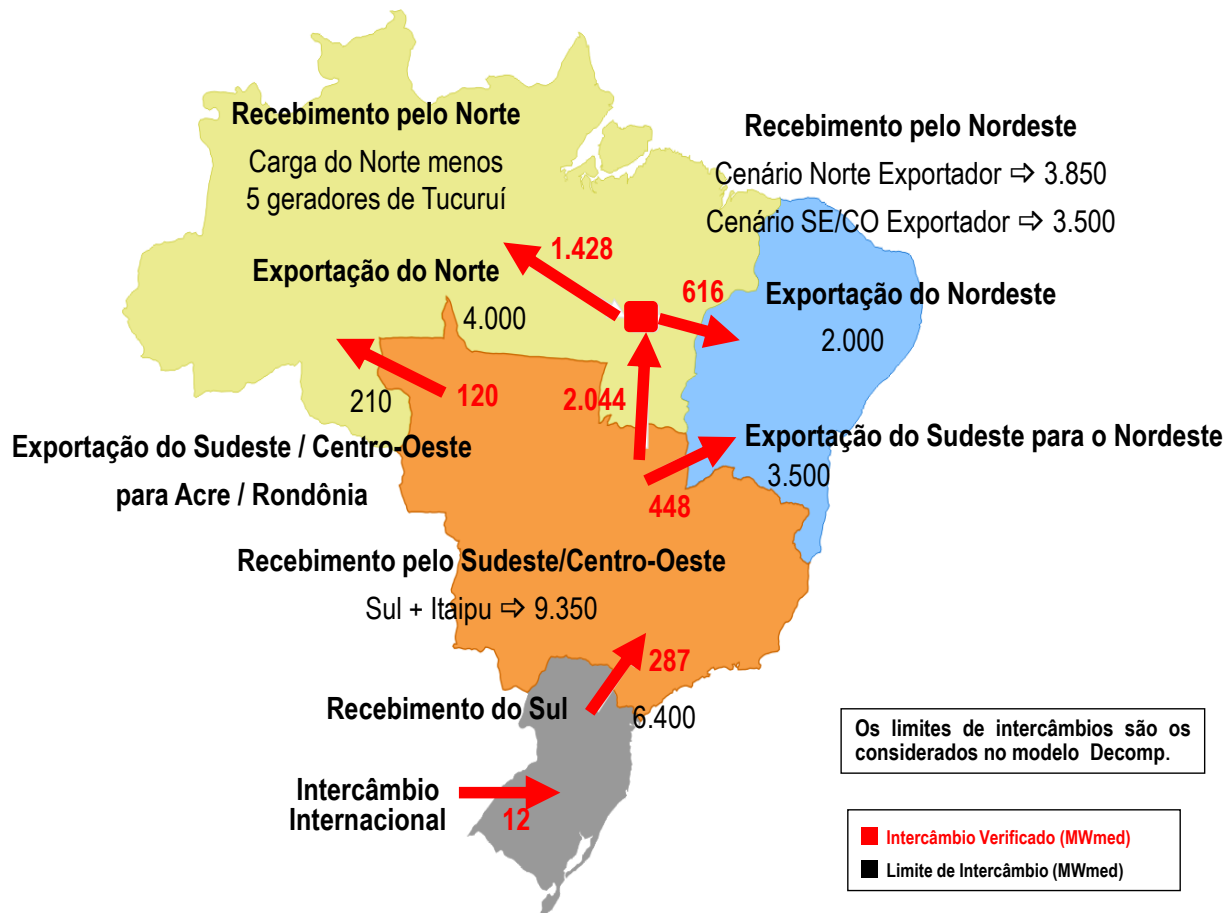 Recebimento pelo Norte
Carga do Norte menos
5 geradores de Tucuruí
Recebimento pelo Nordeste
Cenário Norte Exportador ⇨ 3.850
Cenário SE/CO Exportador ⇨ 3.500
1.428
Exportação do Norte
4.000
616
Exportação do Nordeste
2.000
210
120
2.044
Exportação do Sudeste / Centro-Oeste
para Acre / Rondônia
Exportação do Sudeste para o Nordeste
3.500
448
Recebimento pelo Sudeste/Centro-Oeste
Sul + Itaipu ⇨ 9.350
287
Recebimento do Sul
6.400
Intercâmbio
Internacional
12
Os limites de intercâmbios são os
considerados no modelo Decomp.
Intercâmbio Verificado (MWmed)
Limite de Intercâmbio (MWmed)